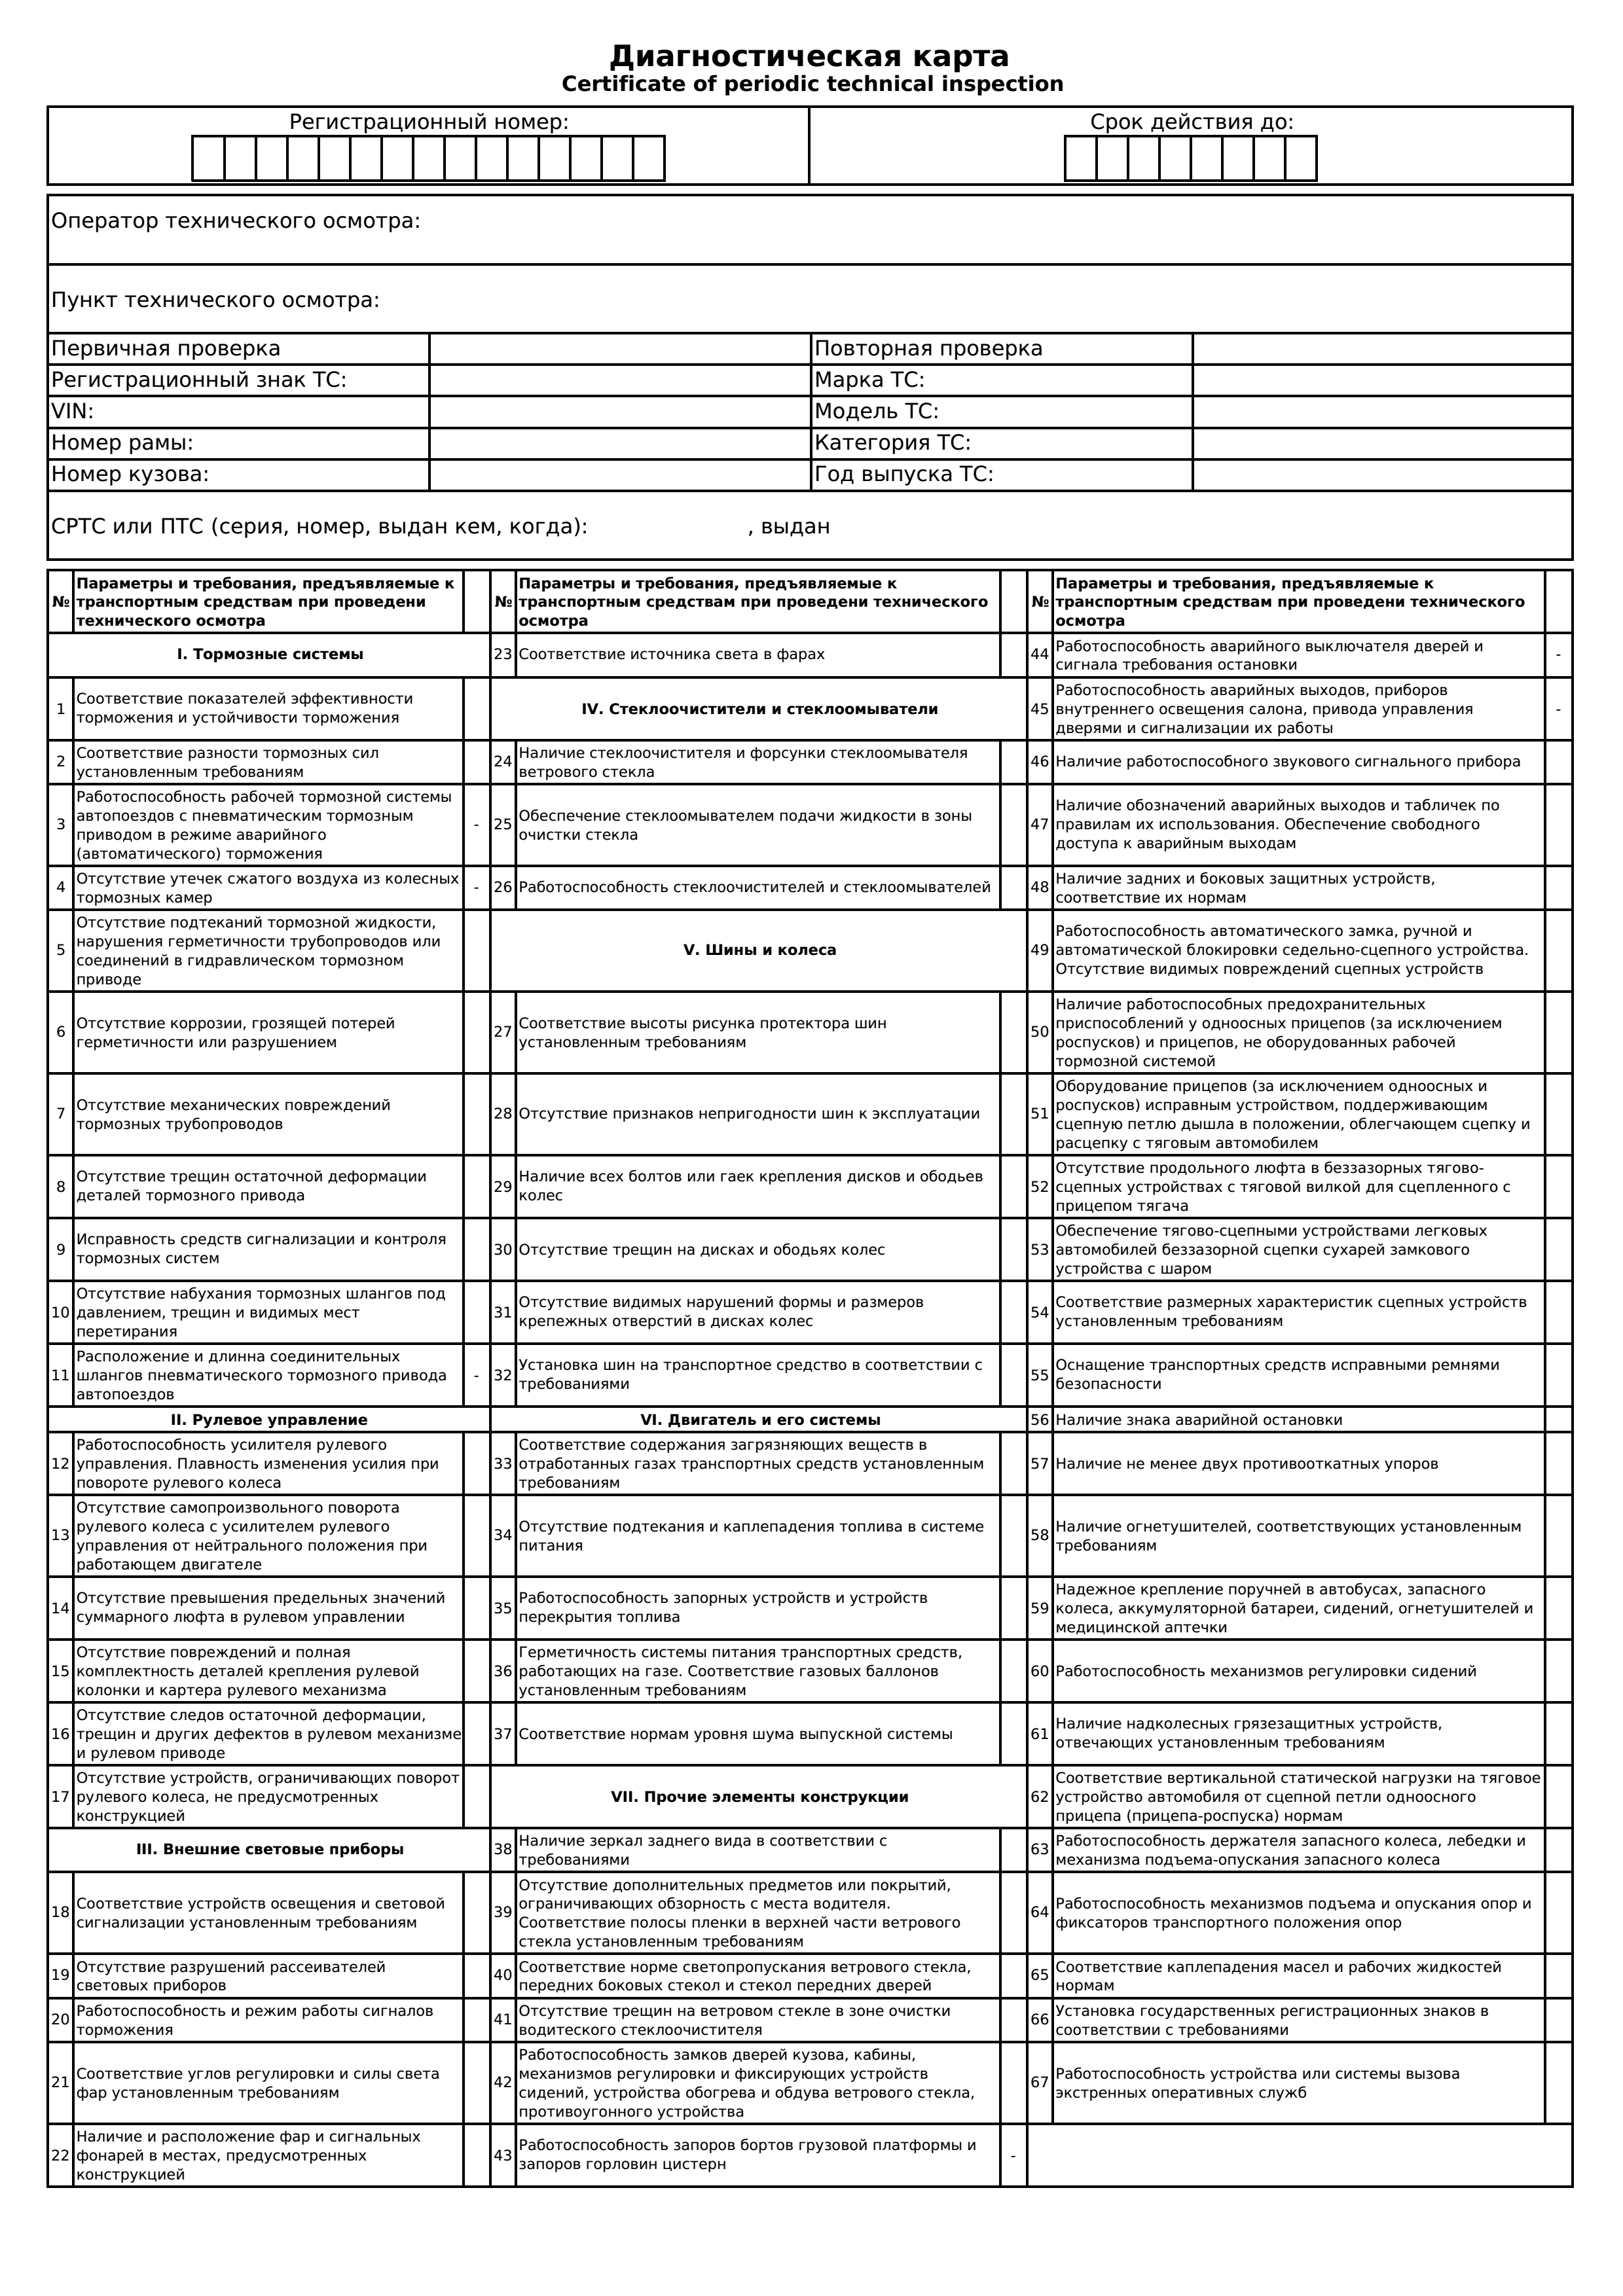 Диагностическая карта
Certificate of periodic technical inspection
Регистрационный номер:
Срок действия до:
Оператор технического осмотра:
Пункт технического осмотра:
Первичная проверка
Повторная проверка
Регистрационный знак ТС:
Марка ТС:
VIN:
Модель ТС:
Номер рамы:
Категория ТС:
Номер кузова:
Год выпуска ТС:
СРТС или ПТС (серия, номер, выдан кем, когда): , выдан
№
Параметры и требования, предъявляемые к
транспортным средствам при проведени
технического осмотра
I. Тормозные системы
1
Соответствие показателей эффективности
торможения и устойчивости торможения
2
Соответствие разности тормозных сил
установленным требованиям
3
Работоспособность рабочей тормозной системы
автопоездов с пневматическим тормозным
приводом в режиме аварийного
(автоматического) торможения
-
4
Отсутствие утечек сжатого воздуха из колесных
тормозных камер
-
5
Отсутствие подтеканий тормозной жидкости,
нарушения герметичности трубопроводов или
соединений в гидравлическом тормозном
приводе
6
Отсутствие коррозии, грозящей потерей
герметичности или разрушением
7
Отсутствие механических повреждений
тормозных трубопроводов
8
Отсутствие трещин остаточной деформации
деталей тормозного привода
9
Исправность средств сигнализации и контроля
тормозных систем
10
Отсутствие набухания тормозных шлангов под
давлением, трещин и видимых мест
перетирания
11
Расположение и длинна соединительных
шлангов пневматического тормозного привода
автопоездов
-
II. Рулевое управление
12
Работоспособность усилителя рулевого
управления. Плавность изменения усилия при
повороте рулевого колеса
13
Отсутствие самопроизвольного поворота
рулевого колеса с усилителем рулевого
управления от нейтрального положения при
работающем двигателе
14
Отсутствие превышения предельных значений
суммарного люфта в рулевом управлении
15
Отсутствие повреждений и полная
комплектность деталей крепления рулевой
колонки и картера рулевого механизма
16
Отсутствие следов остаточной деформации,
трещин и других дефектов в рулевом механизме
и рулевом приводе
17
Отсутствие устройств, ограничивающих поворот
рулевого колеса, не предусмотренных
конструкцией
III. Внешние световые приборы
18
Соответствие устройств освещения и световой
сигнализации установленным требованиям
19
Отсутствие разрушений рассеивателей
световых приборов
20
Работоспособность и режим работы сигналов
торможения
21
Соответствие углов регулировки и силы света
фар установленным требованиям
22
Наличие и расположение фар и сигнальных
фонарей в местах, предусмотренных
конструкцией
№
Параметры и требования, предъявляемые к
транспортным средствам при проведени технического
осмотра
23
Соответствие источника света в фарах
IV. Стеклоочистители и стеклоомыватели
24
Наличие стеклоочистителя и форсунки стеклоомывателя
ветрового стекла
25
Обеспечение стеклоомывателем подачи жидкости в зоны
очистки стекла
26
Работоспособность стеклоочистителей и стеклоомывателей
V. Шины и колеса
27
Соответствие высоты рисунка протектора шин
установленным требованиям
28
Отсутствие признаков непригодности шин к эксплуатации
29
Наличие всех болтов или гаек крепления дисков и ободьев
колес
30
Отсутствие трещин на дисках и ободьях колес
31
Отсутствие видимых нарушений формы и размеров
крепежных отверстий в дисках колес
32
Установка шин на транспортное средство в соответствии с
требованиями
VI. Двигатель и его системы
33
Соответствие содержания загрязняющих веществ в
отработанных газах транспортных средств установленным
требованиям
34
Отсутствие подтекания и каплепадения топлива в системе
питания
35
Работоспособность запорных устройств и устройств
перекрытия топлива
36
Герметичность системы питания транспортных средств,
работающих на газе. Соответствие газовых баллонов
установленным требованиям
37
Соответствие нормам уровня шума выпускной системы
VII. Прочие элементы конструкции
38
Наличие зеркал заднего вида в соответствии с
требованиями
39
Отсутствие дополнительных предметов или покрытий,
ограничивающих обзорность с места водителя.
Соответствие полосы пленки в верхней части ветрового
стекла установленным требованиям
40
Соответствие норме светопропускания ветрового стекла,
передних боковых стекол и стекол передних дверей
41
Отсутствие трещин на ветровом стекле в зоне очистки
водитеского стеклоочистителя
42
Работоспособность замков дверей кузова, кабины,
механизмов регулировки и фиксирующих устройств
сидений, устройства обогрева и обдува ветрового стекла,
противоугонного устройства
43
Работоспособность запоров бортов грузовой платформы и
запоров горловин цистерн
-
№
Параметры и требования, предъявляемые к
транспортным средствам при проведени технического
осмотра
44
Работоспособность аварийного выключателя дверей и
сигнала требования остановки
-
45
Работоспособность аварийных выходов, приборов
внутреннего освещения салона, привода управления
дверями и сигнализации их работы
-
46
Наличие работоспособного звукового сигнального прибора
47
Наличие обозначений аварийных выходов и табличек по
правилам их использования. Обеспечение свободного
доступа к аварийным выходам
48
Наличие задних и боковых защитных устройств,
соответствие их нормам
49
Работоспособность автоматического замка, ручной и
автоматической блокировки седельно-сцепного устройства.
Отсутствие видимых повреждений сцепных устройств
50
Наличие работоспособных предохранительных
приспособлений у одноосных прицепов (за исключением
роспусков) и прицепов, не оборудованных рабочей
тормозной системой
51
Оборудование прицепов (за исключением одноосных и
роспусков) исправным устройством, поддерживающим
сцепную петлю дышла в положении, облегчающем сцепку и
расцепку с тяговым автомобилем
52
Отсутствие продольного люфта в беззазорных тягово-
сцепных устройствах с тяговой вилкой для сцепленного с
прицепом тягача
53
Обеспечение тягово-сцепными устройствами легковых
автомобилей беззазорной сцепки сухарей замкового
устройства с шаром
54
Соответствие размерных характеристик сцепных устройств
установленным требованиям
55
Оснащение транспортных средств исправными ремнями
безопасности
56
Наличие знака аварийной остановки
57
Наличие не менее двух противооткатных упоров
58
Наличие огнетушителей, соответствующих установленным
требованиям
59
Надежное крепление поручней в автобусах, запасного
колеса, аккумуляторной батареи, сидений, огнетушителей и
медицинской аптечки
60
Работоспособность механизмов регулировки сидений
61
Наличие надколесных грязезащитных устройств,
отвечающих установленным требованиям
62
Соответствие вертикальной статической нагрузки на тяговое
устройство автомобиля от сцепной петли одноосного
прицепа (прицепа-роспуска) нормам
63
Работоспособность держателя запасного колеса, лебедки и
механизма подъема-опускания запасного колеса
64
Работоспособность механизмов подъема и опускания опор и
фиксаторов транспортного положения опор
65
Соответствие каплепадения масел и рабочих жидкостей
нормам
66
Установка государственных регистрационных знаков в
соответствии с требованиями
67
Работоспособность устройства или системы вызова
экстренных оперативных служб